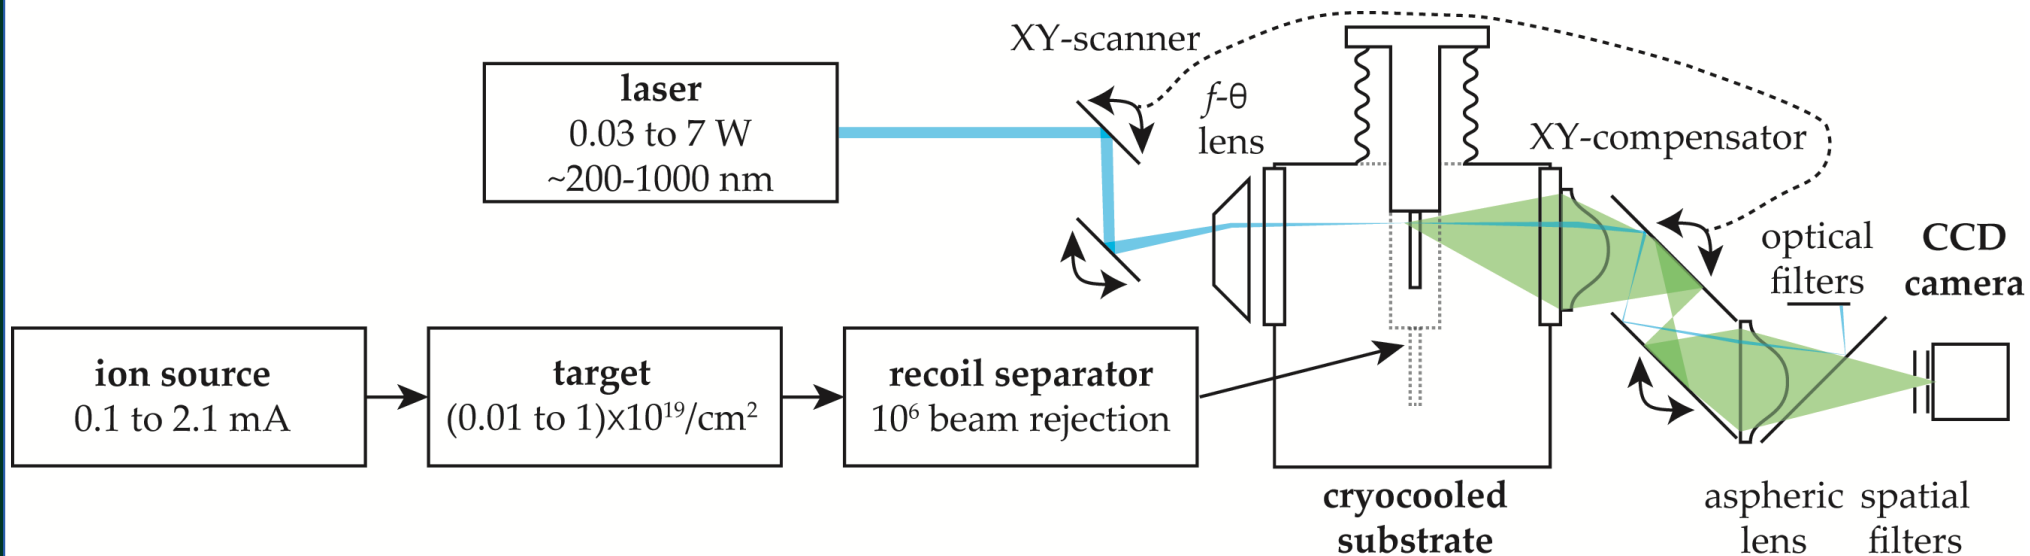 XY-scanner
laser
0.03 to 7 W
~200-1000 nm
f-θ
lens
XY-compensator
optical
filters
CCD
camera
ion source
0.1 to 2.1 mA
target
(0.01 to 1)×10¹⁹/cm²
recoil separator
10⁶ beam rejection
cryocooled
substrate
aspheric
lens
spatial
filters